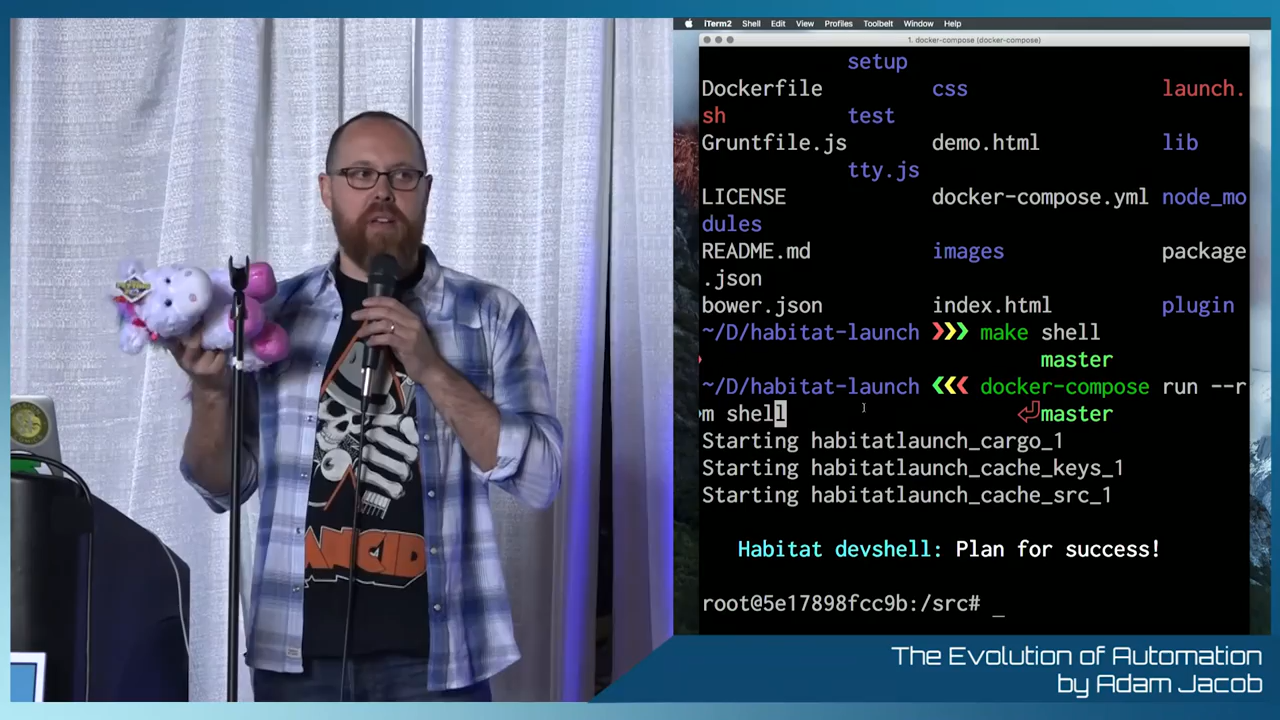 iTerm2 Shell Edit View Profiles Toolbelt Window Help
1. docker-compose (docker-compose)
setup
Dockerfile css launch.
sh test
Gruntfile.js demo.html lib
tty.js
LICENSE docker-compose.yml node_mo
dules
README.md images package
.json
bower.json index.html plugin
~/D/habitat-launch ❯❯❯ make shell
master
~/D/habitat-launch ❮❮❮ docker-compose run --r
m shell ⏎master
Starting habitatlaunch_cargo_1
Starting habitatlaunch_cache_keys_1
Starting habitatlaunch_cache_src_1
Habitat devshell: Plan for success!
root@5e17898fcc9b:/src# _
RANCID
The Evolution of Automation
by Adam Jacob